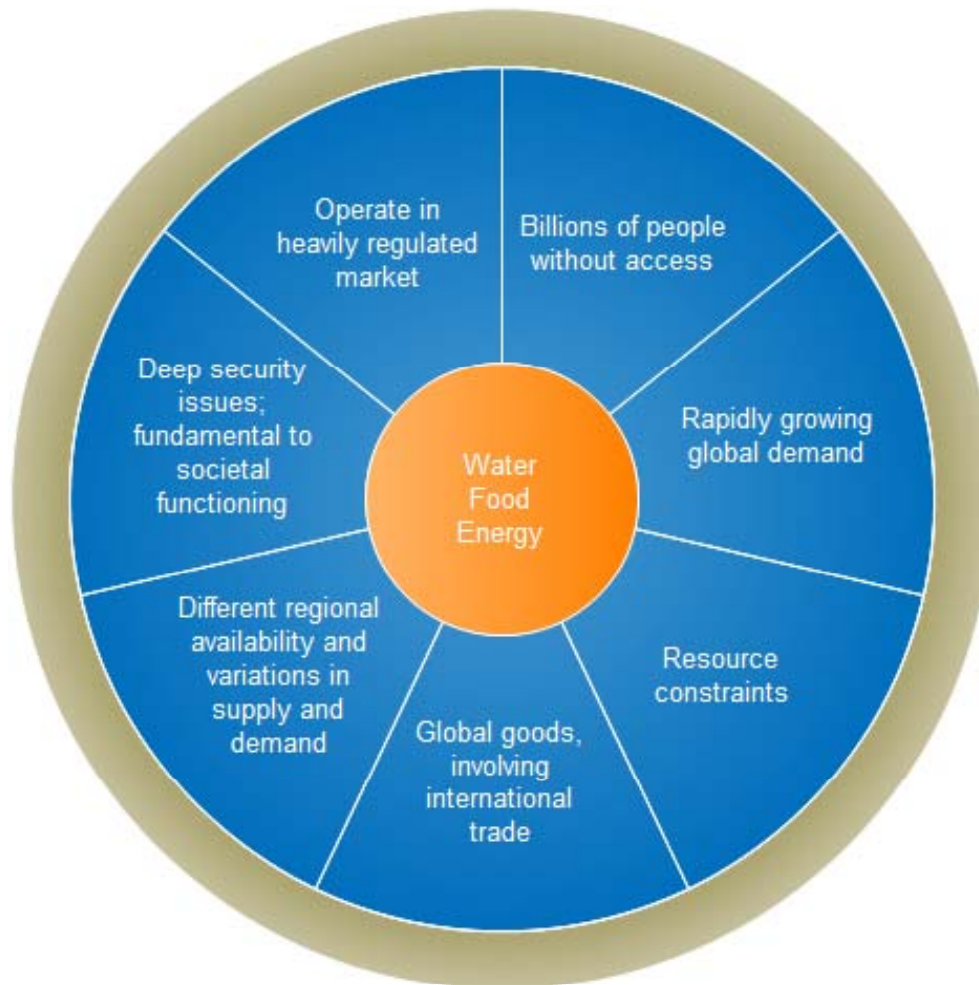 Operate in
heavily regulated
market
Billions of people
without access
Rapidly growing
global demand
Resource
constraints
Global goods,
involving
international
trade
Different regional
availability and
variations in
supply and
demand
Deep security
issues;
fundamental to
societal
functioning
Water
Food
Energy